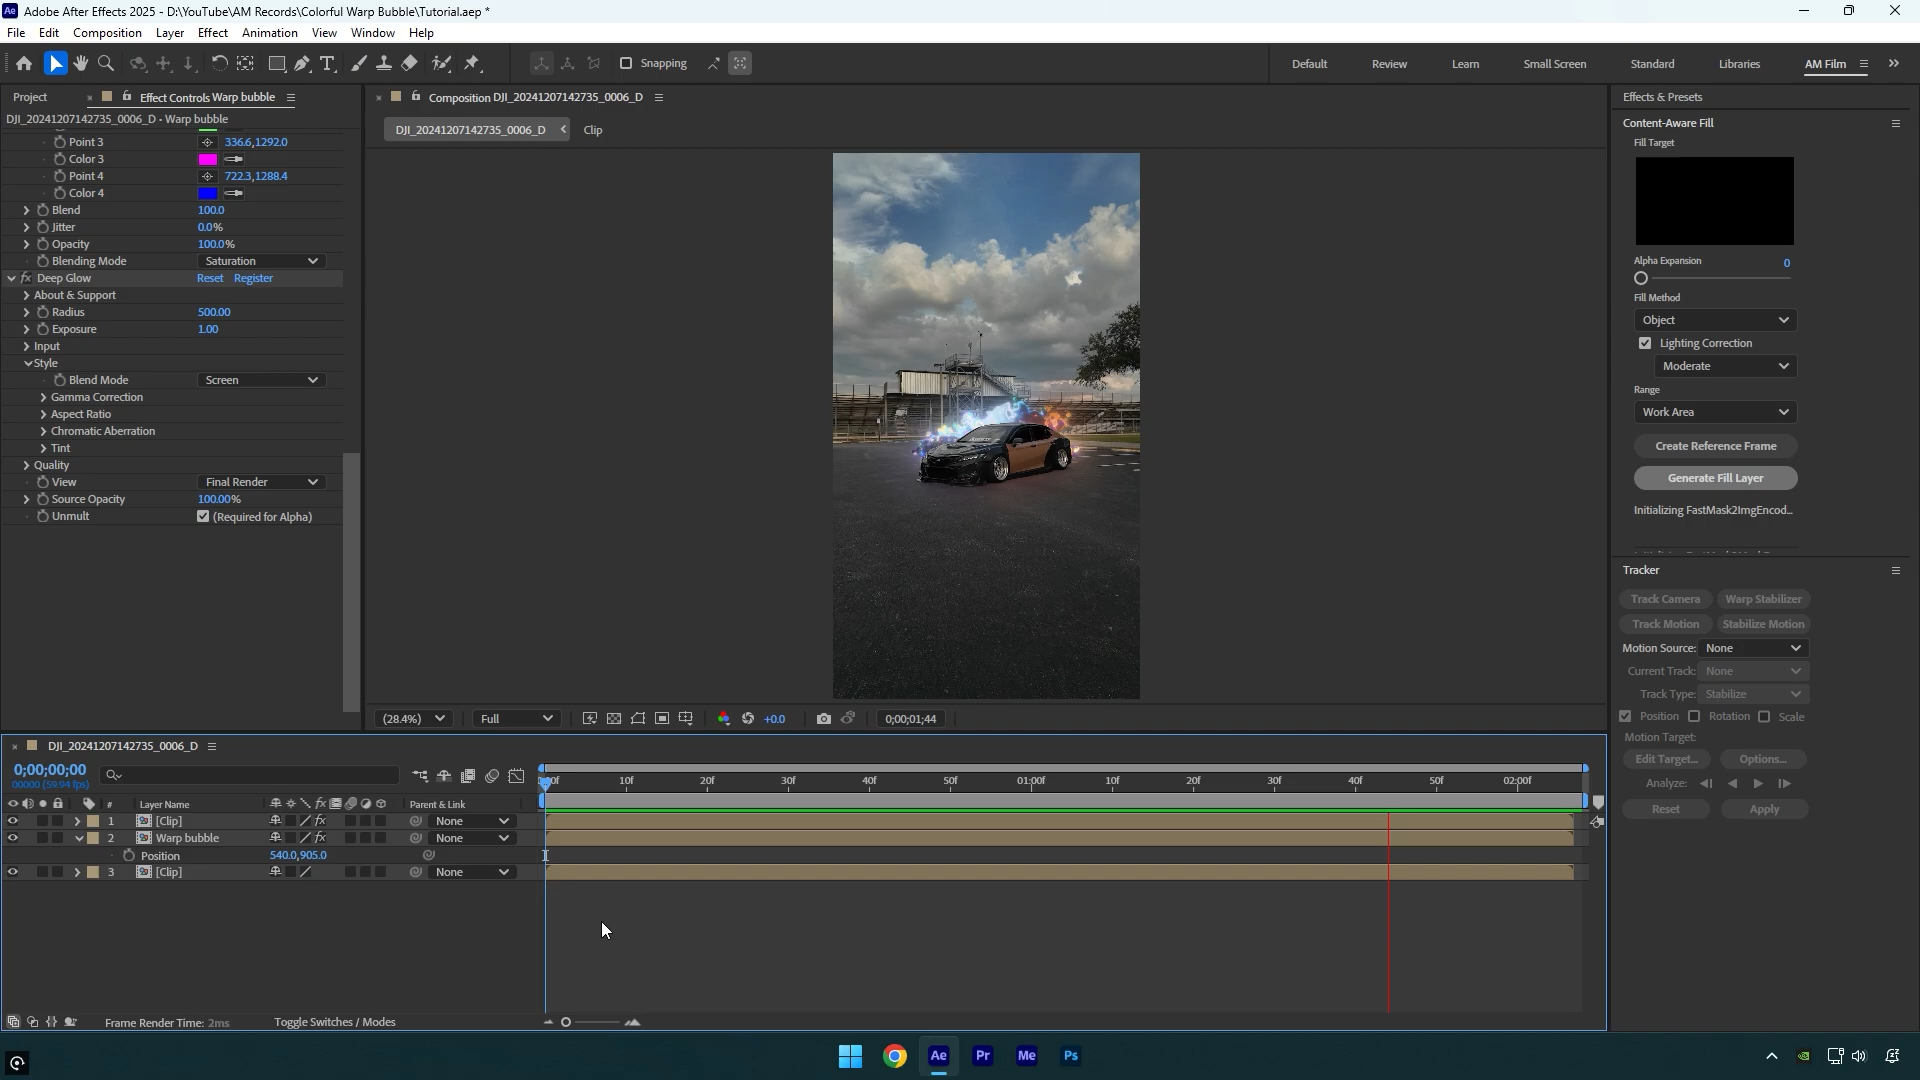 Adobe After Effects 2025 - D:\YouTube\AM Records\Colorful Warp Bubble\Tutorial.aep *
File Edit Composition Layer Effect Animation View Window Help
Snapping
Default Review Learn Small Screen Standard Libraries AM Film
Project Effect Controls Warp bubble
DJI_20241207142735_0006_D - Warp bubble
Point 3 336.6,1292.0
Color 3
Point 4 722.3,1288.4
Color 4
Blend 100.0
Jitter 0.0%
Opacity 100.0%
Blending Mode Saturation
fx Deep Glow Reset Register
About & Support
Radius 500.00
Exposure 1.00
Input
Style
Blend Mode Screen
Gamma Correction
Aspect Ratio
Chromatic Aberration
Tint
Quality
View Final Render
Source Opacity 100.00%
Unmult (Required for Alpha)
Composition DJI_20241207142735_0006_D
DJI_20241207142735_0006_D Clip
(28.4%) Full +0.0 0;00;01;44
Effects & Presets
Content-Aware Fill
Fill Target
Alpha Expansion 0
Fill Method
Object
Lighting Correction
Moderate
Range
Work Area
Create Reference Frame
Generate Fill Layer
Initializing FastMask2ImgEncod...
Tracker
Track Camera Warp Stabilizer
Track Motion Stabilize Motion
Motion Source: None
Current Track: None
Track Type: Stabilize
Position Rotation Scale
Motion Target:
Edit Target... Options...
Analyze:
Reset Apply
DJI_20241207142735_0006_D
0;00;00;00
00000 (59.94 fps)
10f 20f 30f 40f 50f 01:00f 10f 20f 30f 40f 50f 02:00f
# Layer Name fx Parent & Link
1 [Clip] fx None
2 Warp bubble fx None
Position 540.0,905.0
3 [Clip] None
Frame Render Time: 2ms Toggle Switches / Modes
Ae Pr Me Ps